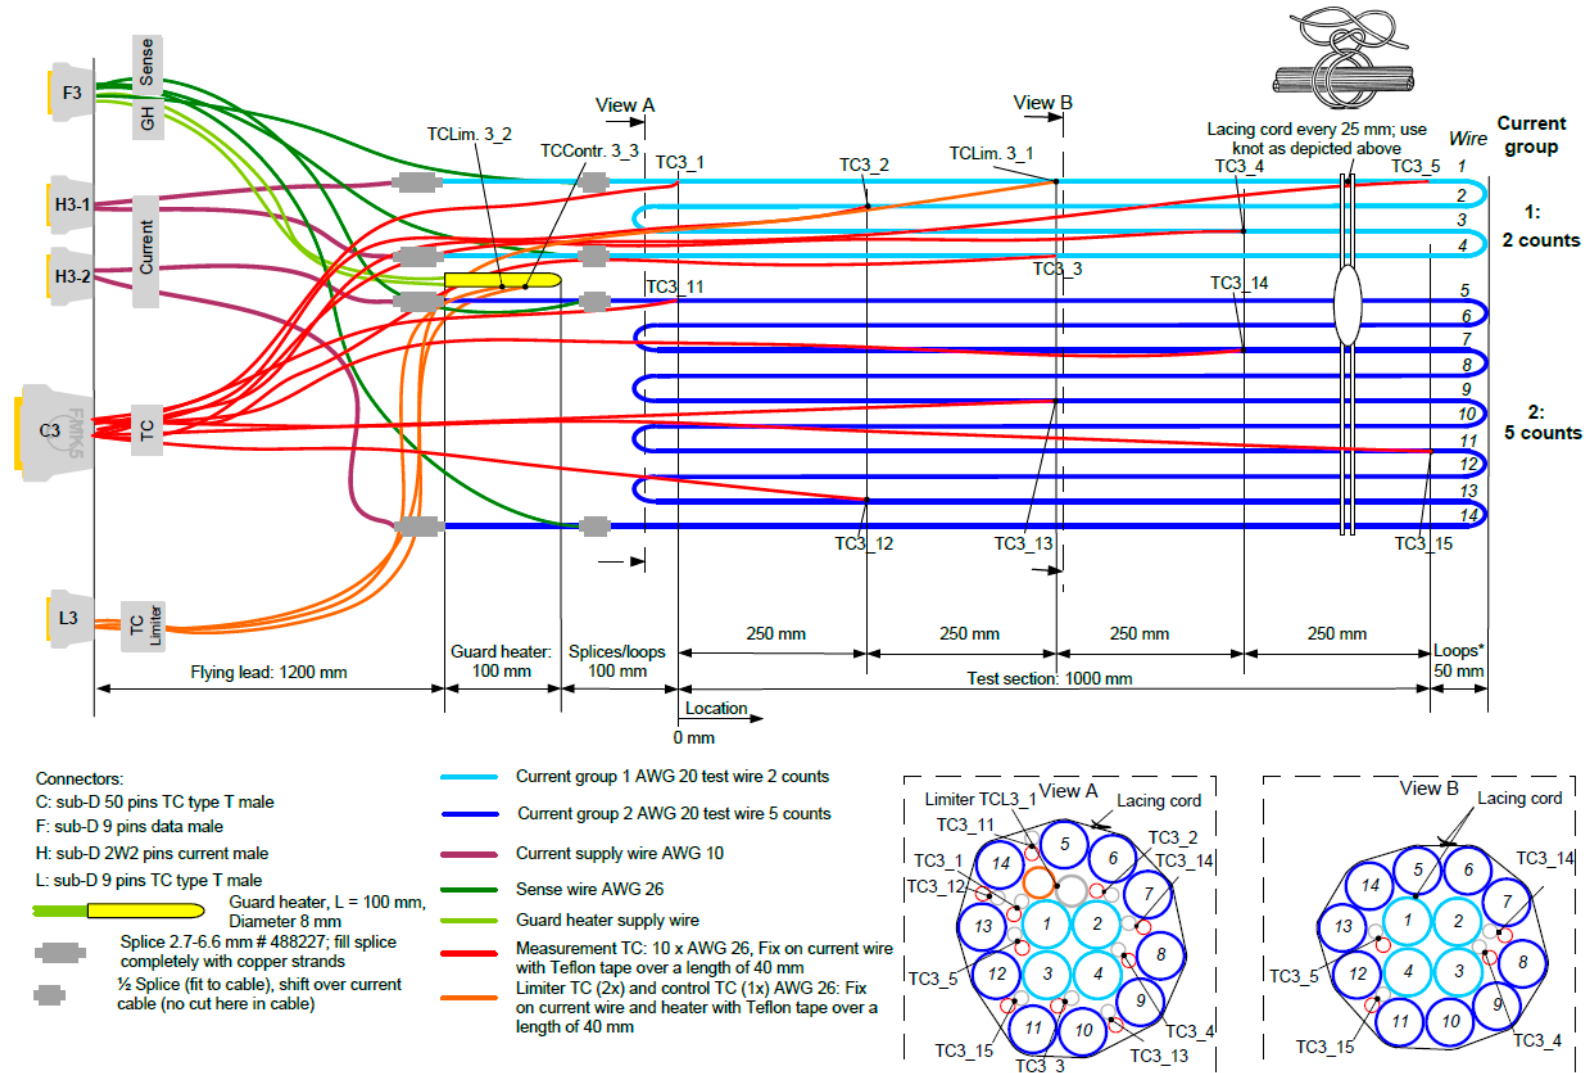 Sense
F3
GH
View A
View B
TCLim. 3_2
TCContr. 3_3
TC3_1
TC3_2
TCLim. 3_1
Lacing cord every 25 mm; use
knot as depicted above
TC3_4
TC3_5
Wire
Current
group
1
2
3
4
1:
2 counts
H3-1
H3-2
Current
TC3_3
TC3_11
TC3_14
5
6
7
8
9
10
11
12
13
14
2:
5 counts
C3
FMK5
TC
TC3_12
TC3_13
TC3_15
L3
TC
Limiter
250 mm
250 mm
250 mm
250 mm
Flying lead: 1200 mm
Guard heater:
100 mm
Splices/loops
100 mm
Test section: 1000 mm
Loops*
50 mm
Location
0 mm
Connectors:
C: sub-D 50 pins TC type T male
F: sub-D 9 pins data male
H: sub-D 2W2 pins current male
L: sub-D 9 pins TC type T male
Guard heater, L = 100 mm,
Diameter 8 mm
Splice 2.7-6.6 mm # 488227; fill splice
completely with copper strands
½ Splice (fit to cable), shift over current
cable (no cut here in cable)
Current group 1 AWG 20 test wire 2 counts
Current group 2 AWG 20 test wire 5 counts
Current supply wire AWG 10
Sense wire AWG 26
Guard heater supply wire
Measurement TC: 10 x AWG 26, Fix on current wire
with Teflon tape over a length of 40 mm
Limiter TC (2x) and control TC (1x) AWG 26: Fix
on current wire and heater with Teflon tape over a
length of 40 mm
View A
Limiter TCL3_1
Lacing cord
TC3_11
TC3_2
TC3_14
TC3_1
TC3_12
TC3_5
TC3_15
TC3_3
TC3_13
TC3_4
5
6
14
7
13
1
2
8
12
3
4
9
11
10
View B
Lacing cord
TC3_14
TC3_5
TC3_15
TC3_4
5
6
14
7
13
1
2
8
12
4
3
9
11
10